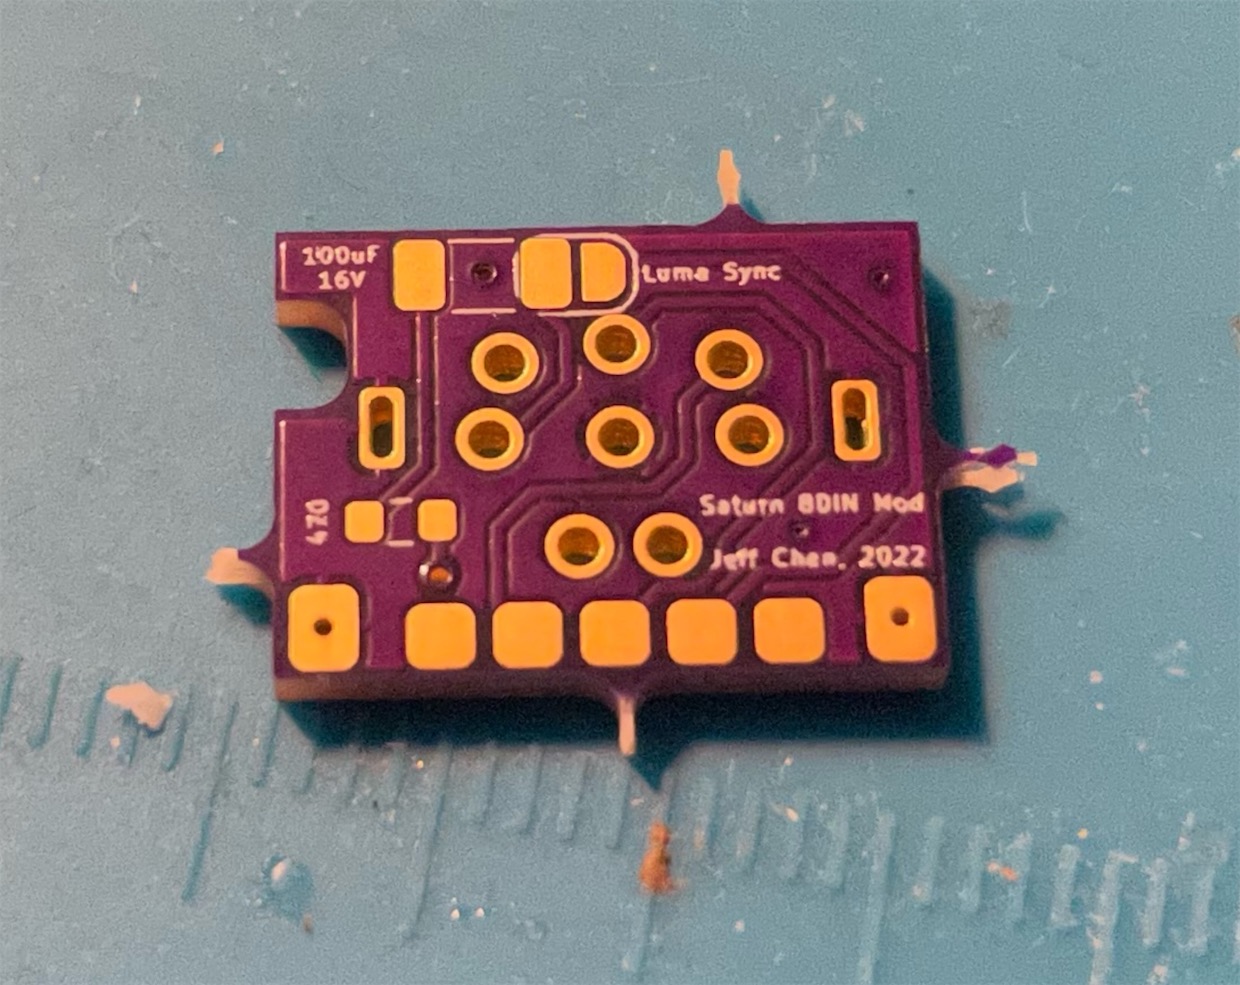 100uF
16V
Luma Sync
470
Saturn 8DIN Mod
Jeff Chen, 2022